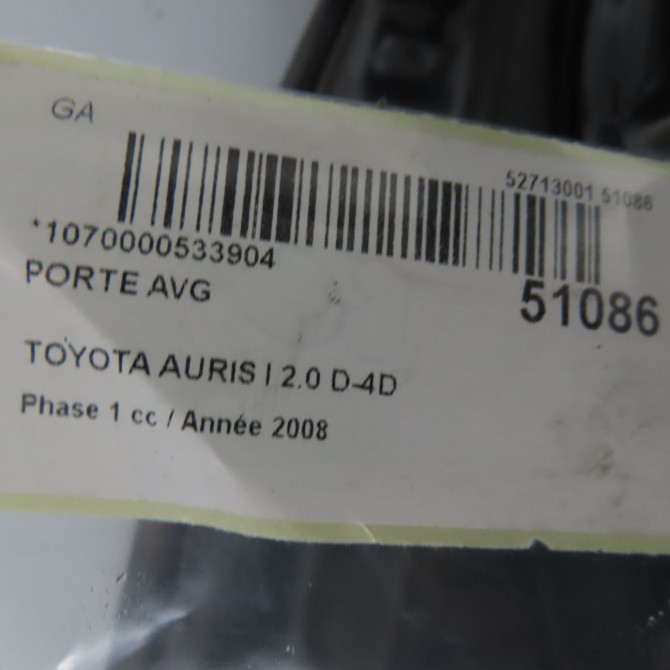 GA
52713001 51086
*1070000533904
PORTE AVG
51086
TOYOTA AURIS I 2.0 D-4D
Phase 1 cc / Année 2008